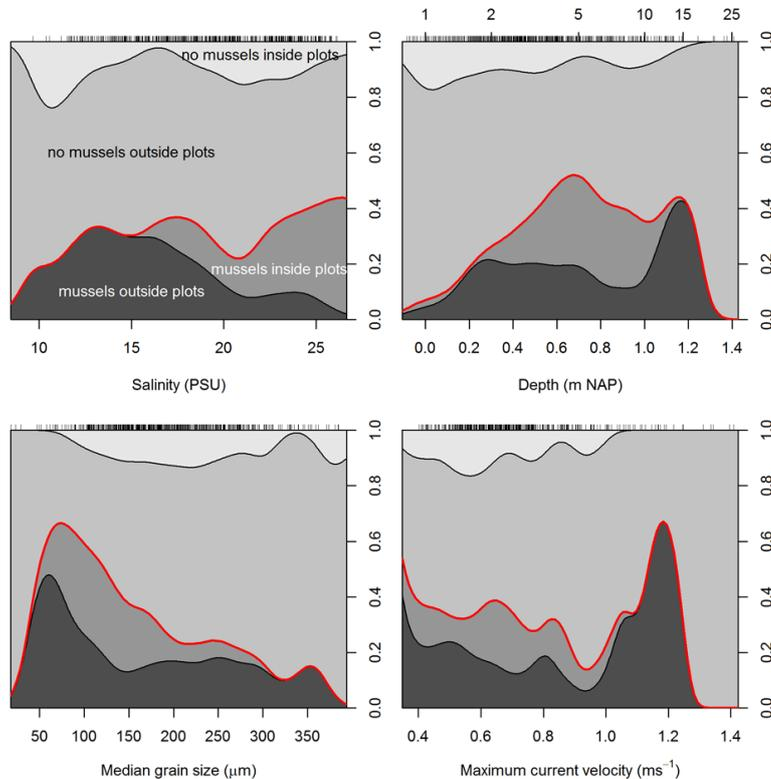 1 2 5 10 15 25
no mussels inside plots
no mussels outside plots
mussels inside plots
mussels outside plots
0.0 0.2 0.4 0.6 0.8 1.0
10 15 20 25
Salinity (PSU)
0.0 0.2 0.4 0.6 0.8 1.0
0.0 0.2 0.4 0.6 0.8 1.0 1.2 1.4
Depth (m NAP)
0.0 0.2 0.4 0.6 0.8 1.0
50 100 150 200 250 300 350
Median grain size (μm)
0.0 0.2 0.4 0.6 0.8 1.0
0.4 0.6 0.8 1.0 1.2 1.4
Maximum current velocity (ms⁻¹)